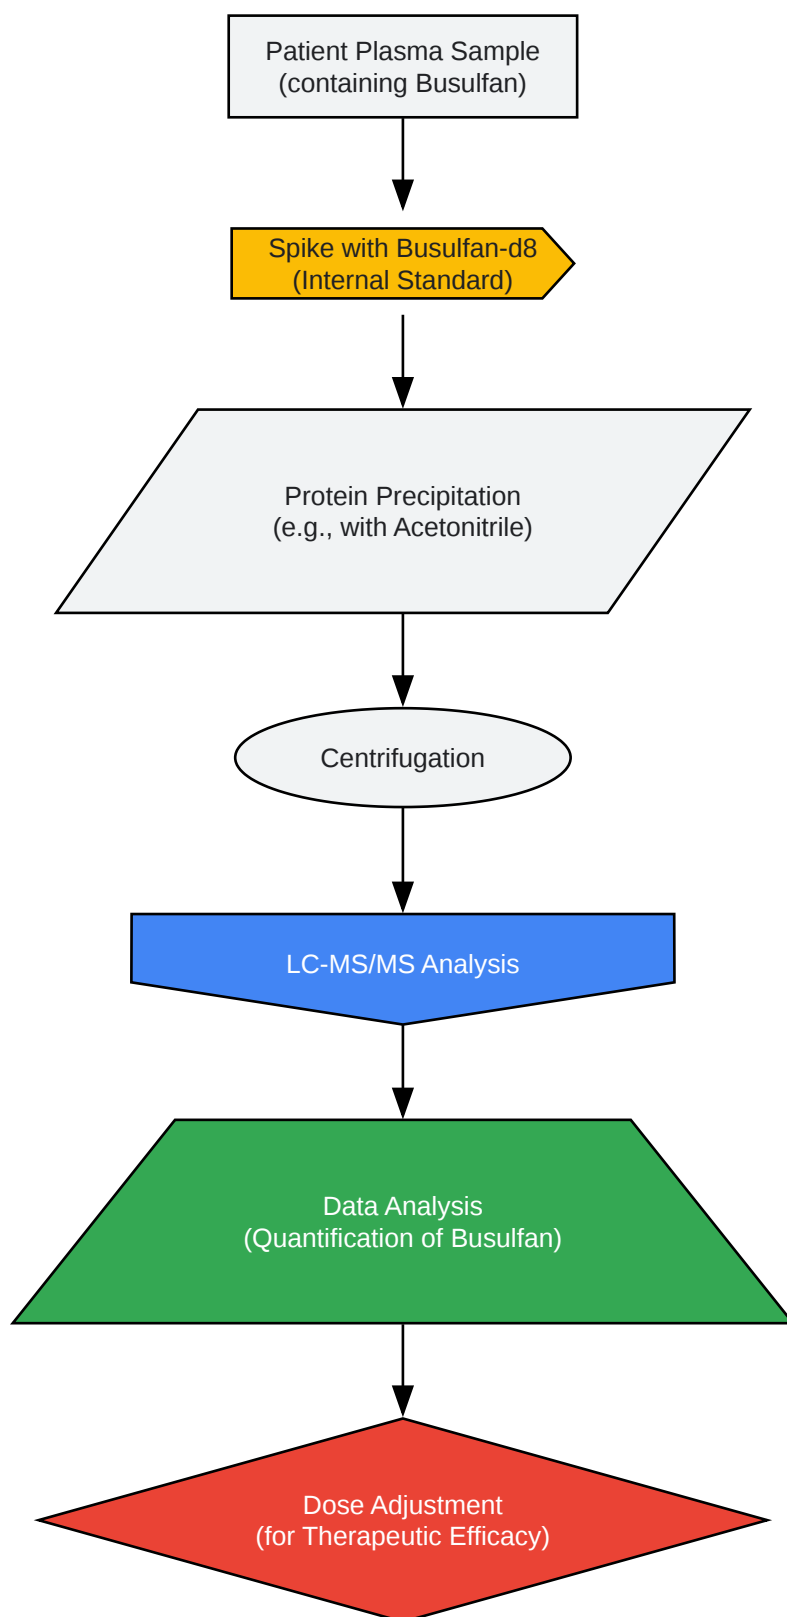 Patient Plasma Sample
(containing Busulfan)
Spike with Busulfan-d8
(Internal Standard)
Protein Precipitation
(e.g., with Acetonitrile)
Centrifugation
LC-MS/MS Analysis
Data Analysis
(Quantification of Busulfan)
Dose Adjustment
(for Therapeutic Efficacy)